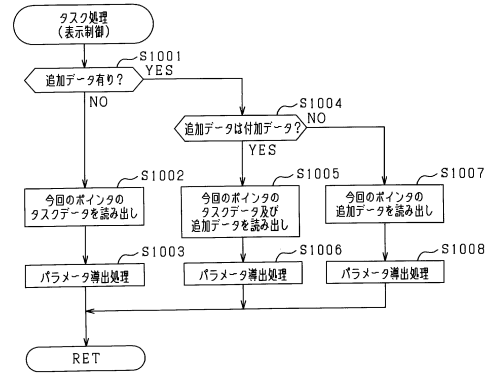 タスク処理
(表示制御)
S1001
追加データ有り?
YES
NO
S1004
追加データは付加データ?
NO
YES
S1002
今回のポインタの
タスクデータを読み出し
S1005
今回のポインタの
タスクデータ及び
追加データを読み出し
S1007
今回のポインタの
追加データを読み出し
S1003
パラメータ導出処理
S1006
パラメータ導出処理
S1008
パラメータ導出処理
RET